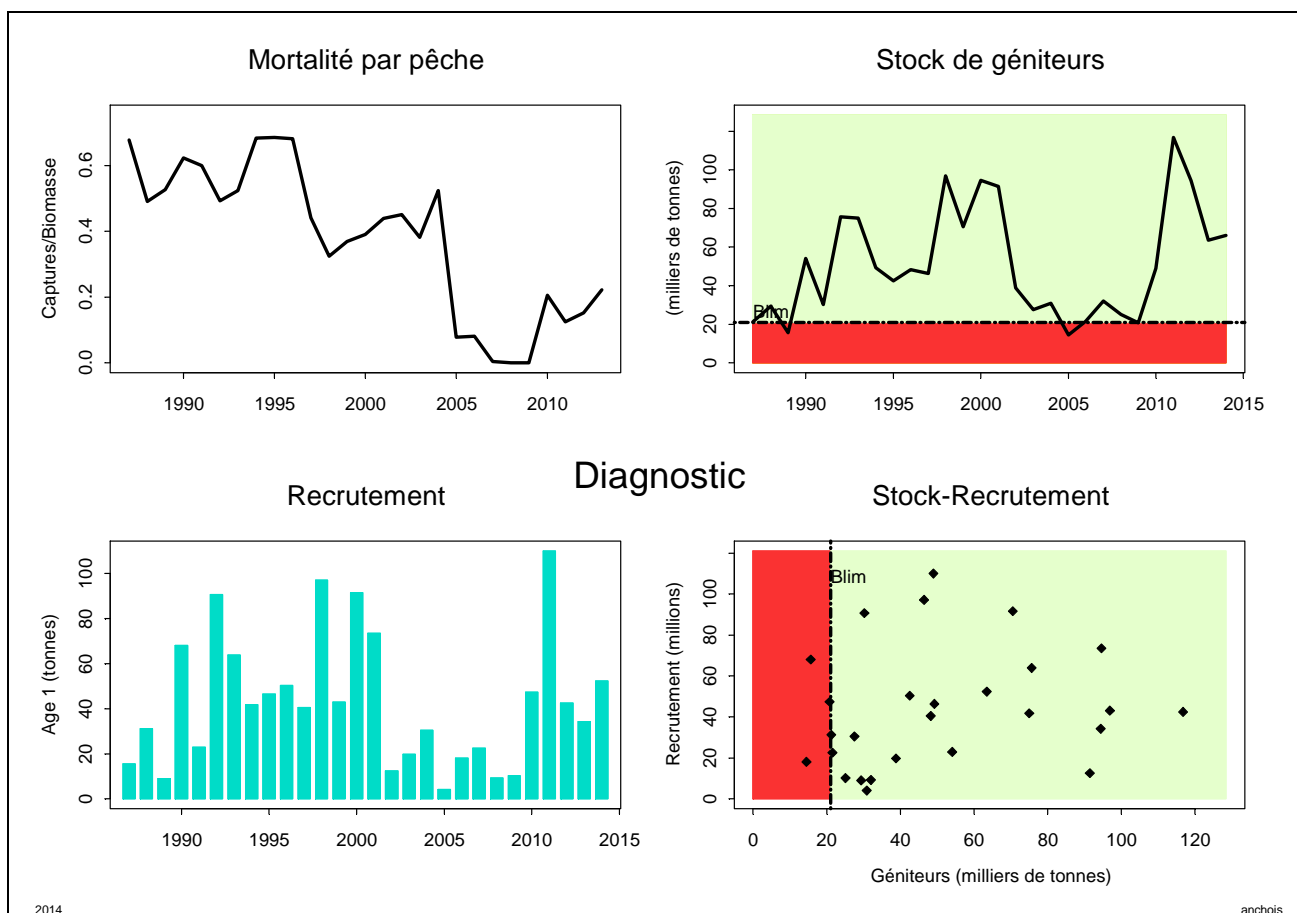 Mortalité par pêche
Captures/Biomasse
0.0 0.2 0.4 0.6
1990 1995 2000 2005 2010
Stock de géniteurs
(milliers de tonnes)
0 20 40 60 80 100
Blim
1990 1995 2000 2005 2010 2015
Diagnostic
Recrutement
Age 1 (tonnes)
0 20 40 60 80 100
1990 1995 2000 2005 2010 2015
Stock-Recrutement
Recrutement (millions)
0 20 40 60 80 100
Blim
0 20 40 60 80 100 120
Géniteurs (milliers de tonnes)
2014
anchois